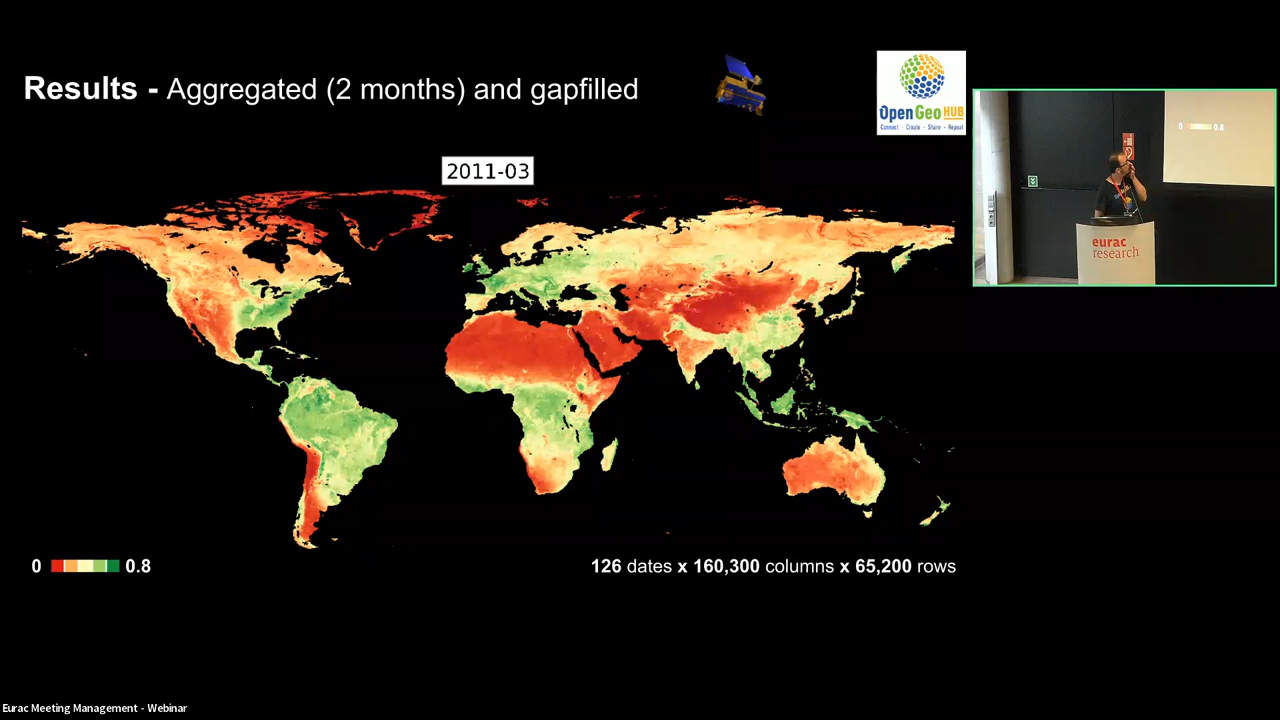 Results - Aggregated (2 months) and gapfilled
OpenGeoHUB
Connect · Create · Share · Repeat
2011-03
0 0.8
eurac
research
0 0.8
126 dates x 160,300 columns x 65,200 rows
Eurac Meeting Management - Webinar